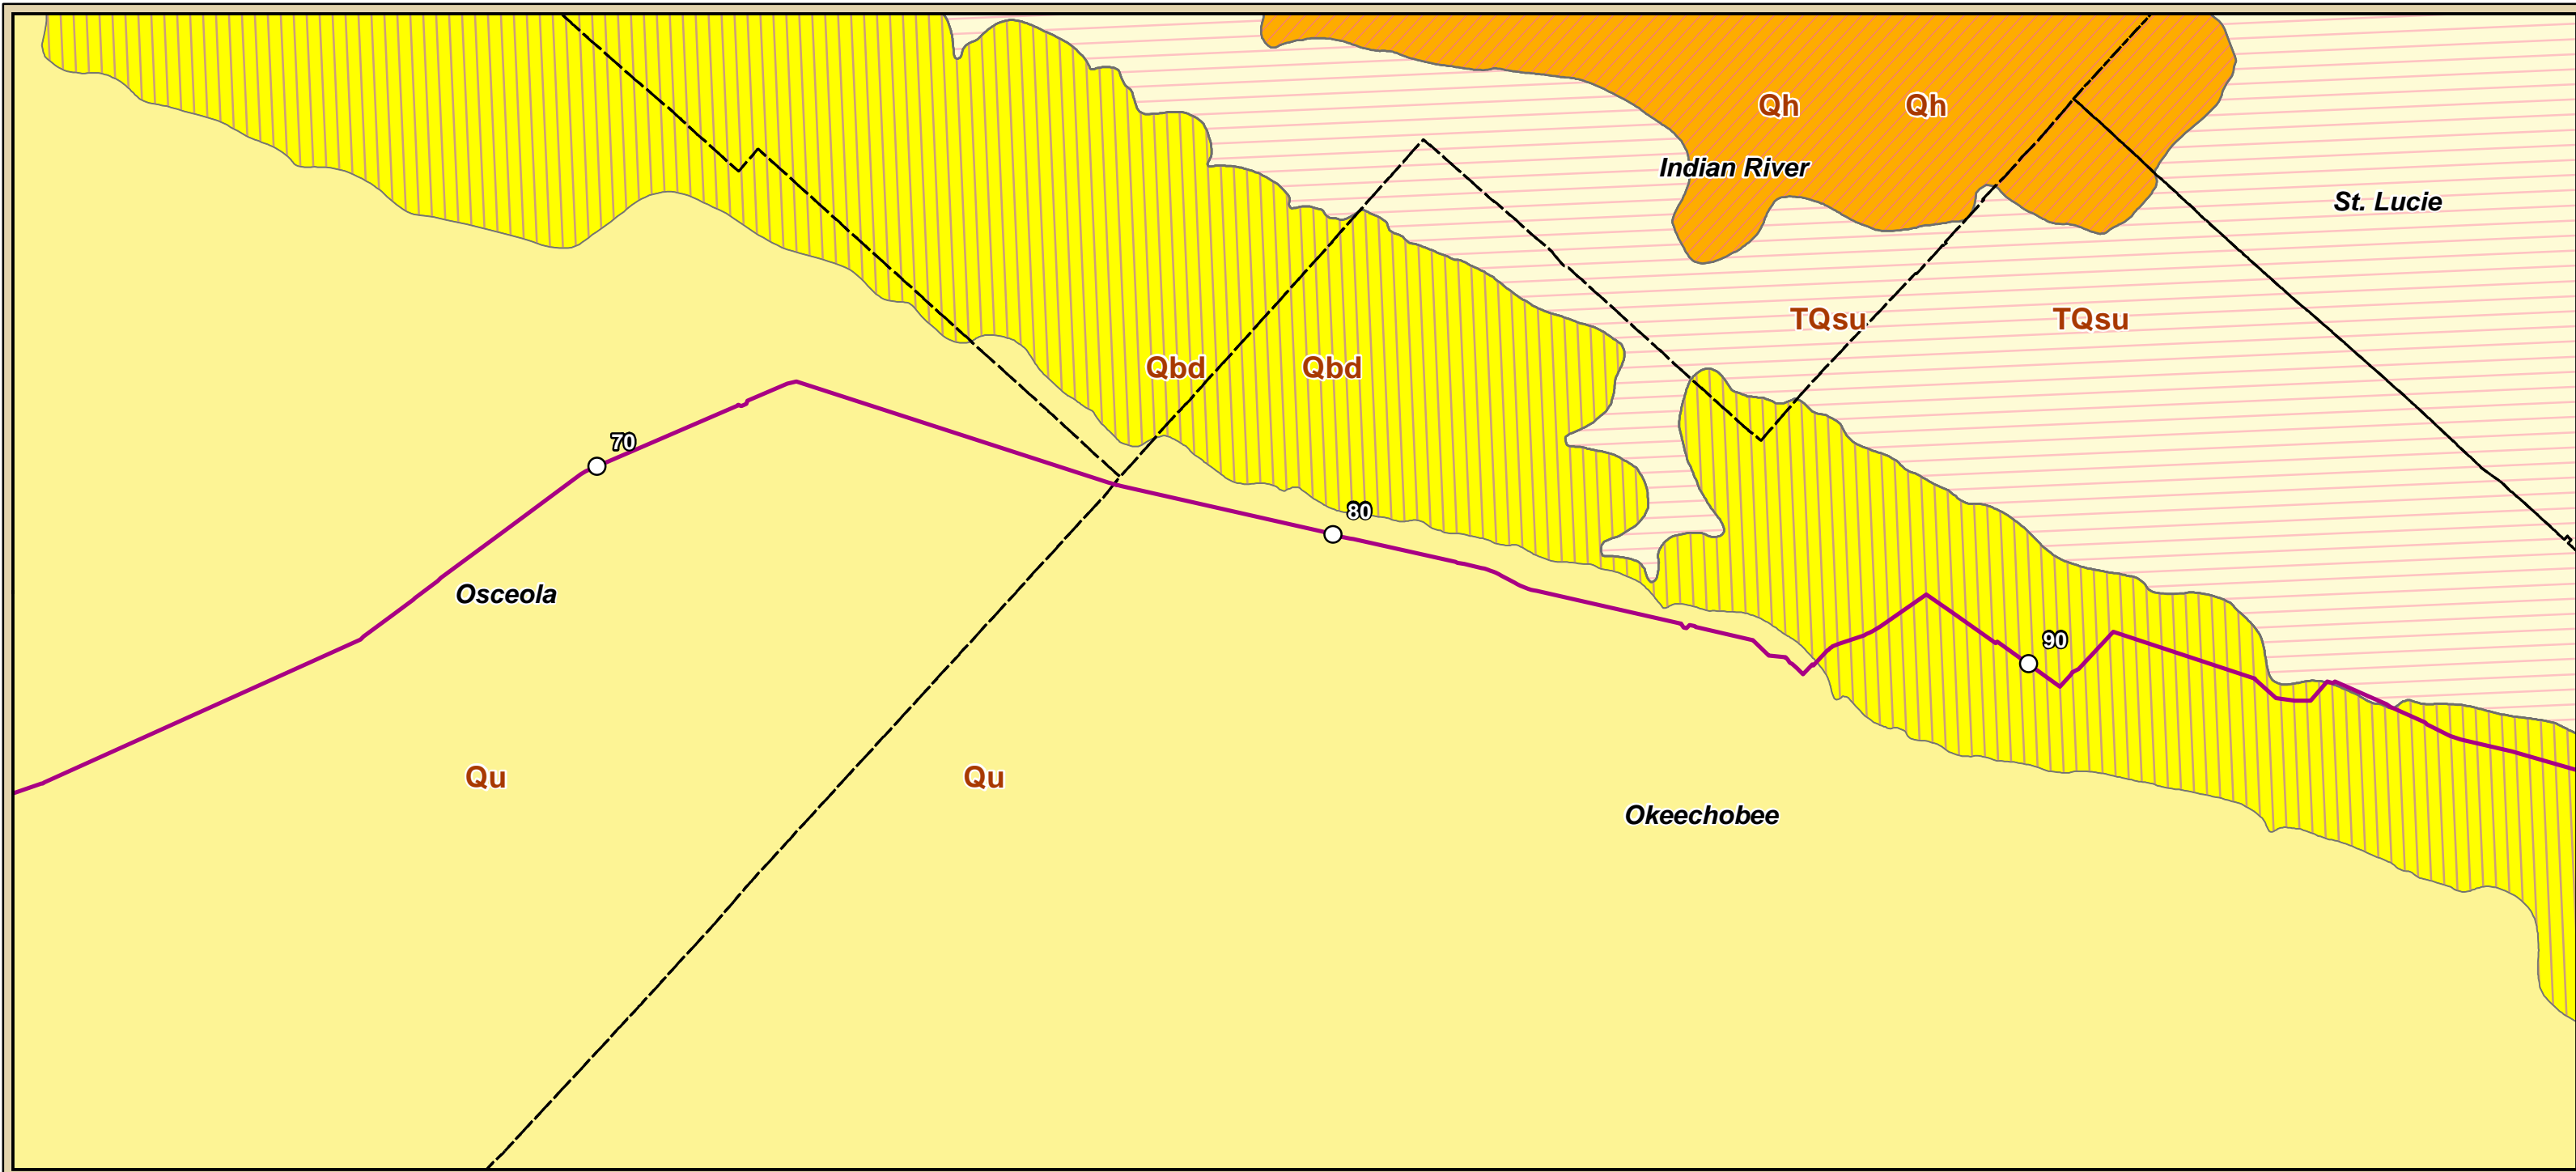 Qh
Qh
Indian River
St. Lucie
TQsu
TQsu
Qbd
Qbd
70
80
Osceola
90
Qu
Qu
Okeechobee